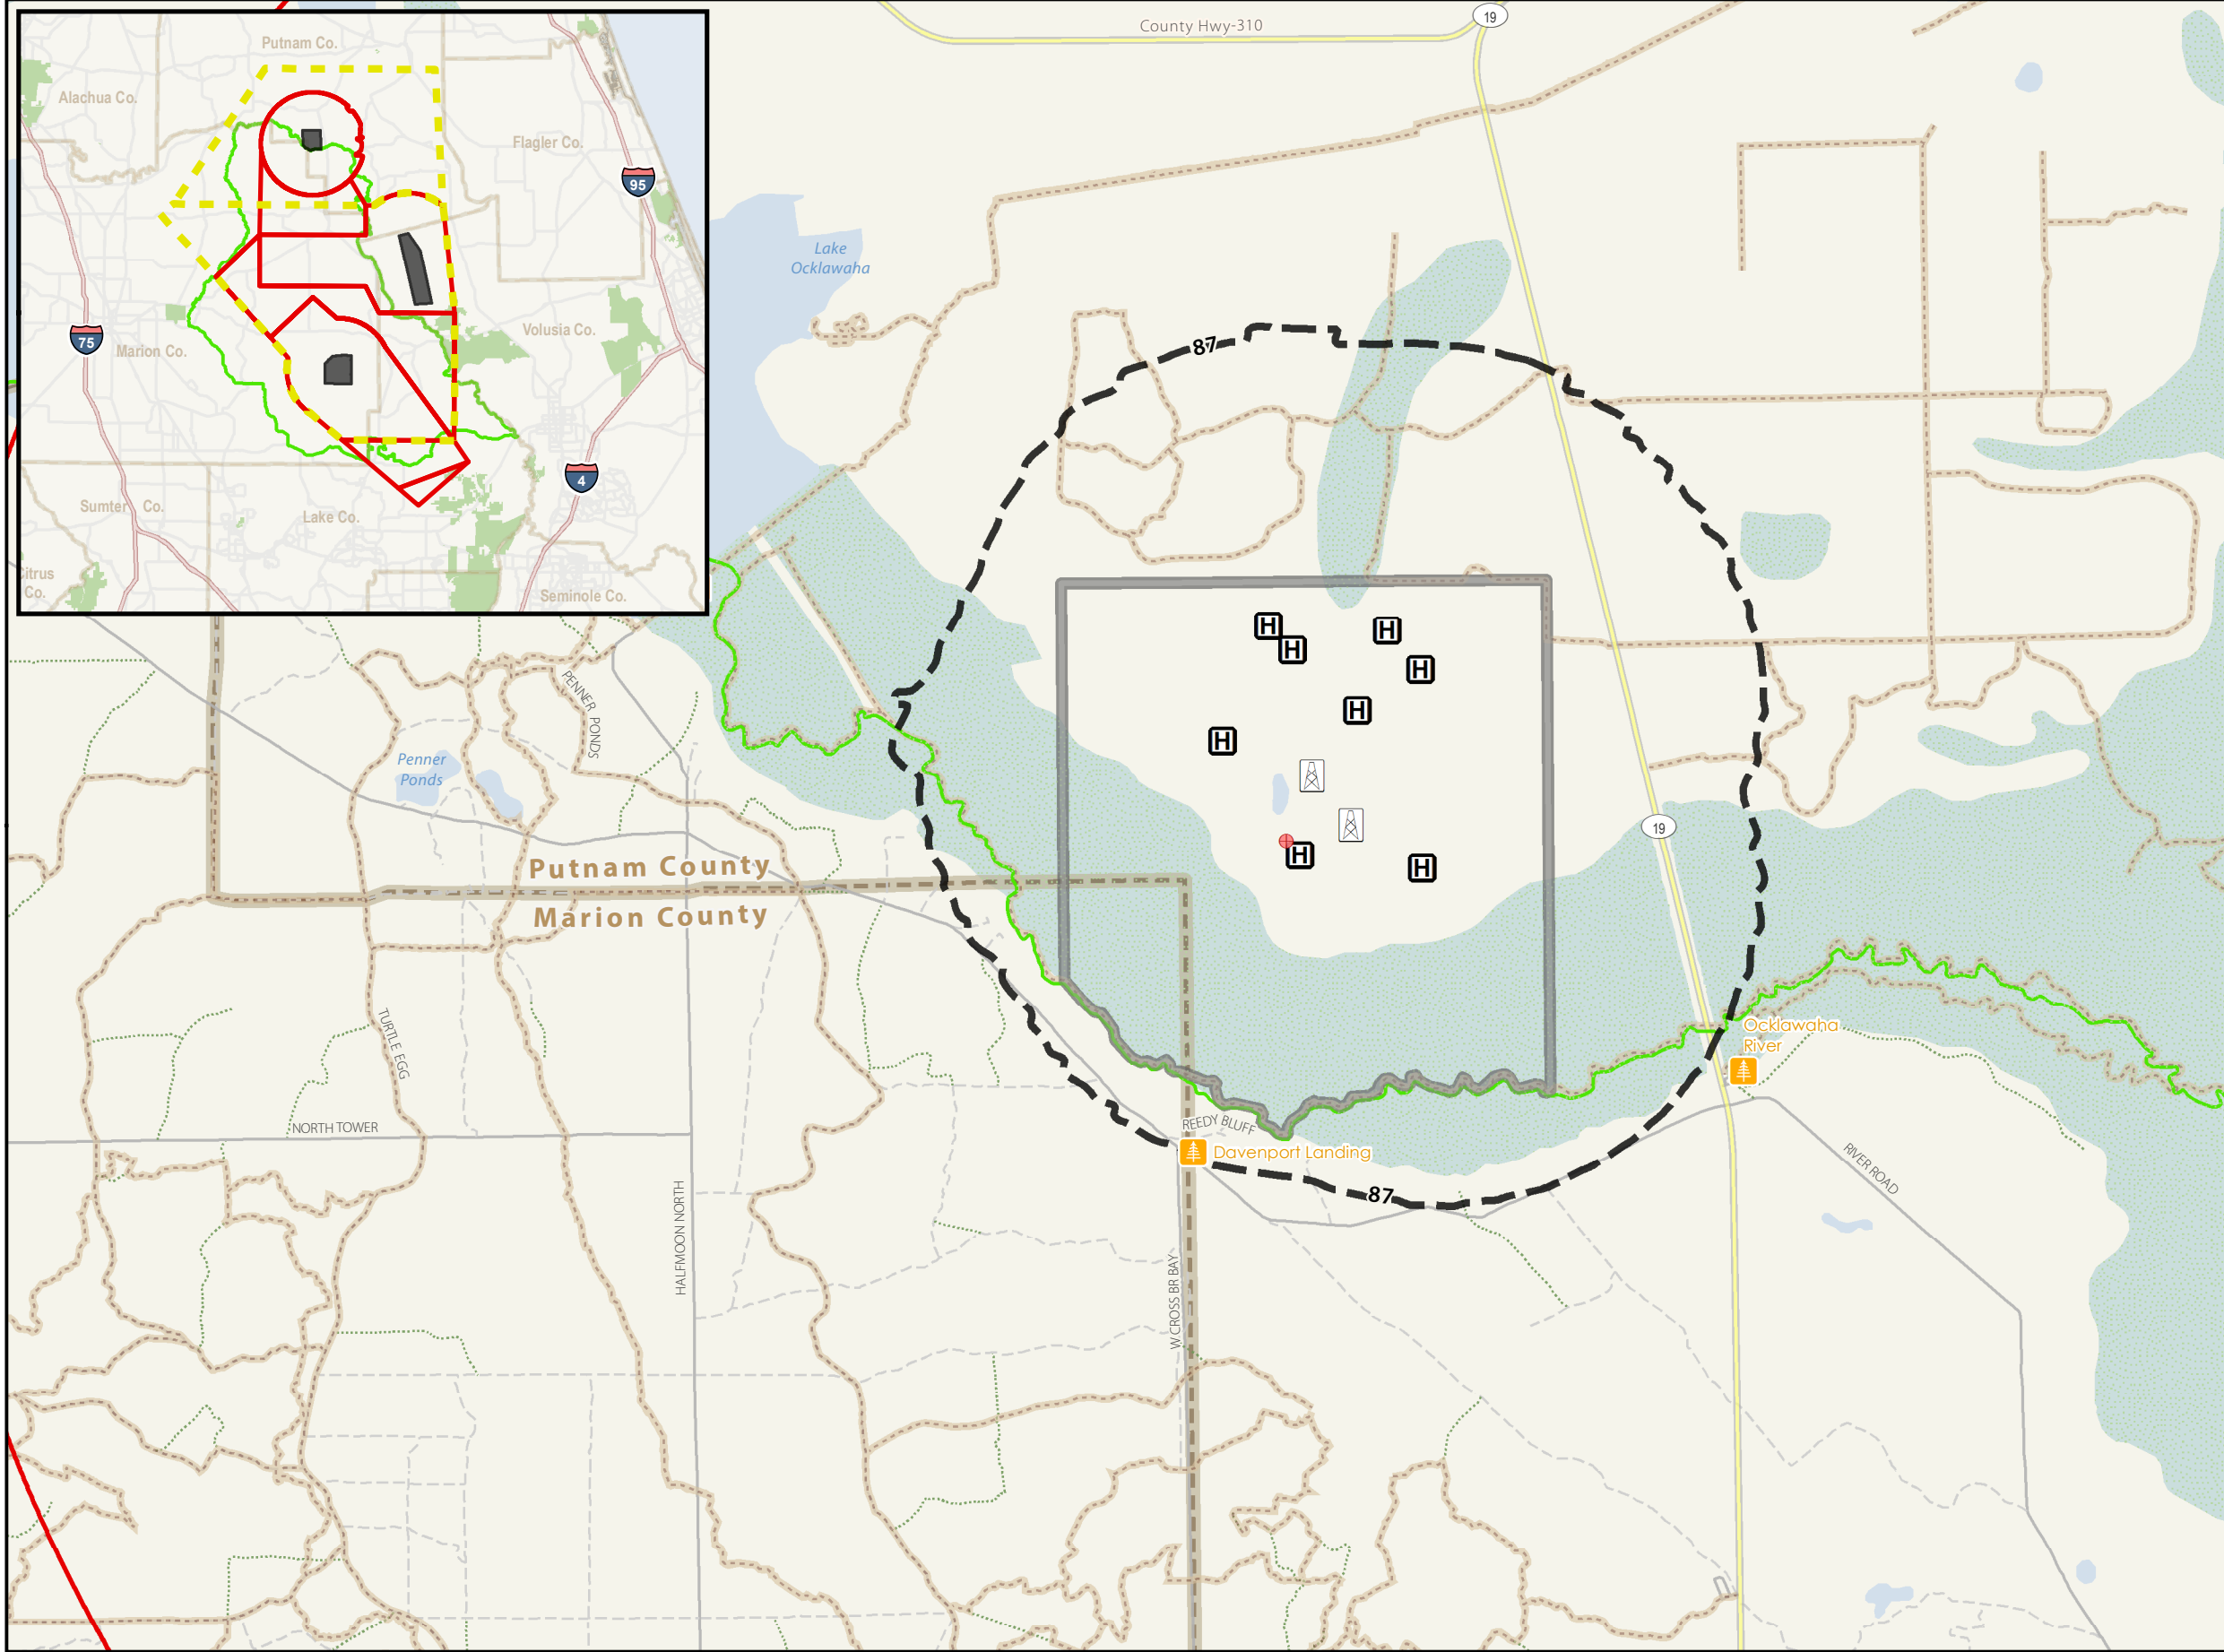 Putnam Co.
Alachua Co.
Flagler Co.
95
Volusia Co.
75
Marion Co.
4
Sumter Co.
Lake Co.
Citrus
Co.
Seminole Co.
County Hwy-310
19
Lake
Ocklawaha
87
H
H
H
H
H
H
PENNER PONDS
Penner
Ponds
19
H
H
Putnam County
Marion County
TURTLE EGG
NORTH TOWER
HALFMOON NORTH
Ocklawaha
River
REEDY BLUFF
Davenport Landing
87
RIVER ROAD
W CROSS BR BAY